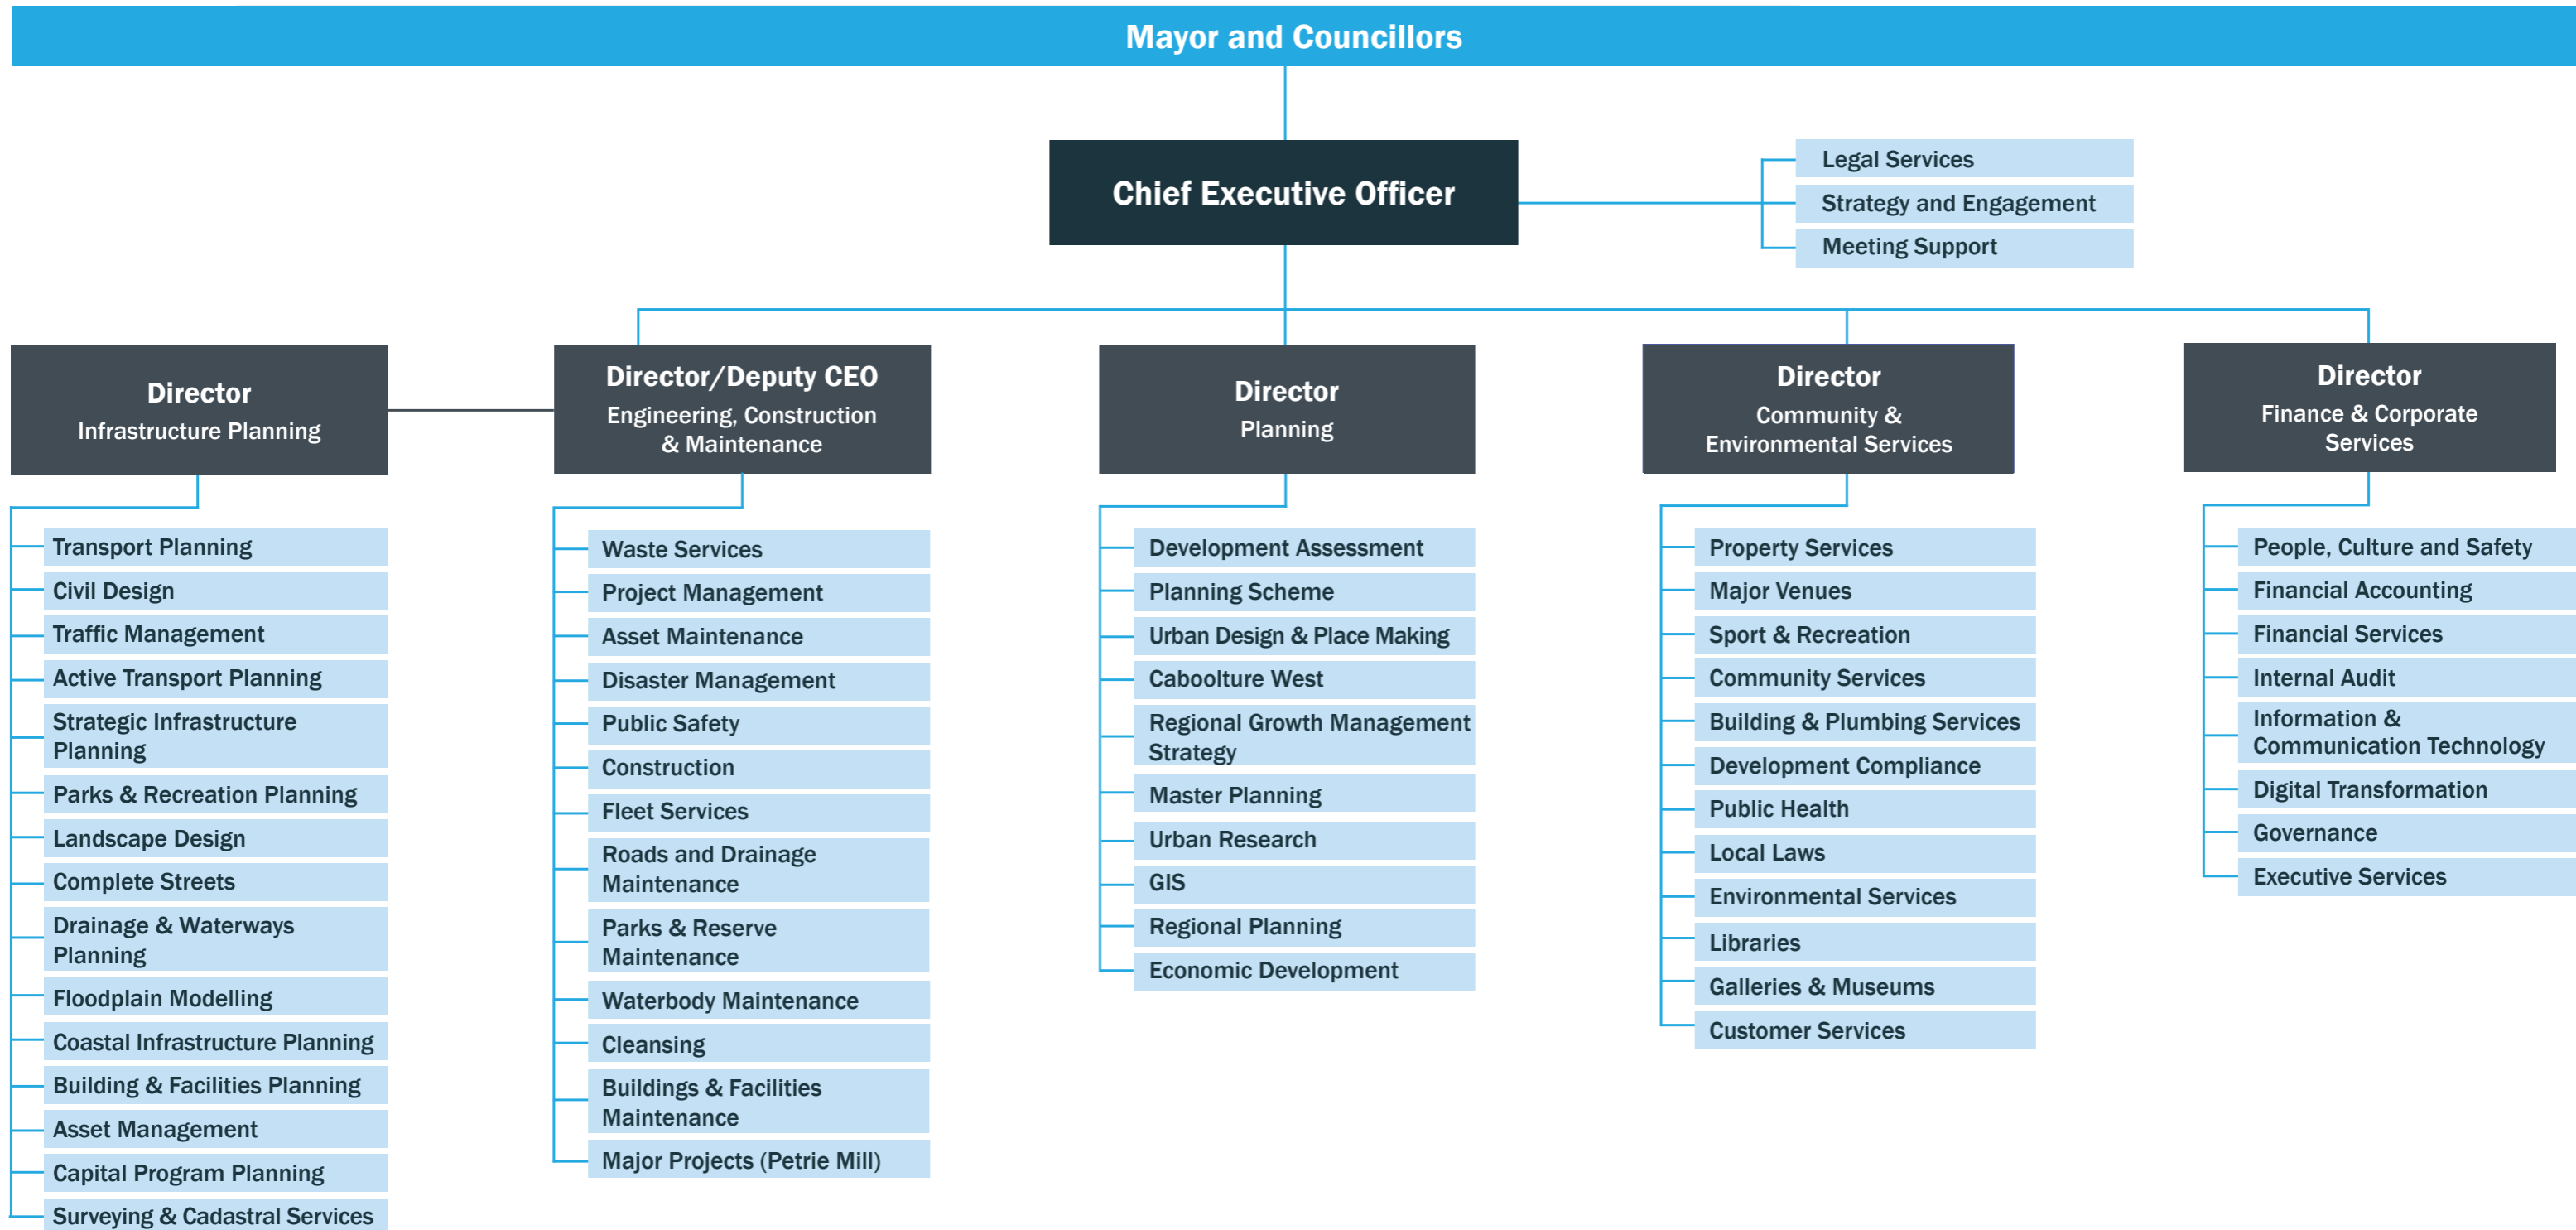 Mayor and Councillors
Chief Executive Officer
Legal Services
Strategy and Engagement
Meeting Support
Director
Infrastructure Planning
Transport Planning
Civil Design
Traffic Management
Active Transport Planning
Strategic Infrastructure
Planning
Parks & Recreation Planning
Landscape Design
Complete Streets
Drainage & Waterways
Planning
Floodplain Modelling
Coastal Infrastructure Planning
Building & Facilities Planning
Asset Management
Capital Program Planning
Surveying & Cadastral Services
Director/Deputy CEO
Engineering, Construction
& Maintenance
Waste Services
Project Management
Asset Maintenance
Disaster Management
Public Safety
Construction
Fleet Services
Roads and Drainage
Maintenance
Parks & Reserve
Maintenance
Waterbody Maintenance
Cleansing
Buildings & Facilities
Maintenance
Major Projects (Petrie Mill)
Director
Planning
Development Assessment
Planning Scheme
Urban Design & Place Making
Caboolture West
Regional Growth Management
Strategy
Master Planning
Urban Research
GIS
Regional Planning
Economic Development
Director
Community &
Environmental Services
Property Services
Major Venues
Sport & Recreation
Community Services
Building & Plumbing Services
Development Compliance
Public Health
Local Laws
Environmental Services
Libraries
Galleries & Museums
Customer Services
Director
Finance & Corporate
Services
People, Culture and Safety
Financial Accounting
Financial Services
Internal Audit
Information &
Communication Technology
Digital Transformation
Governance
Executive Services